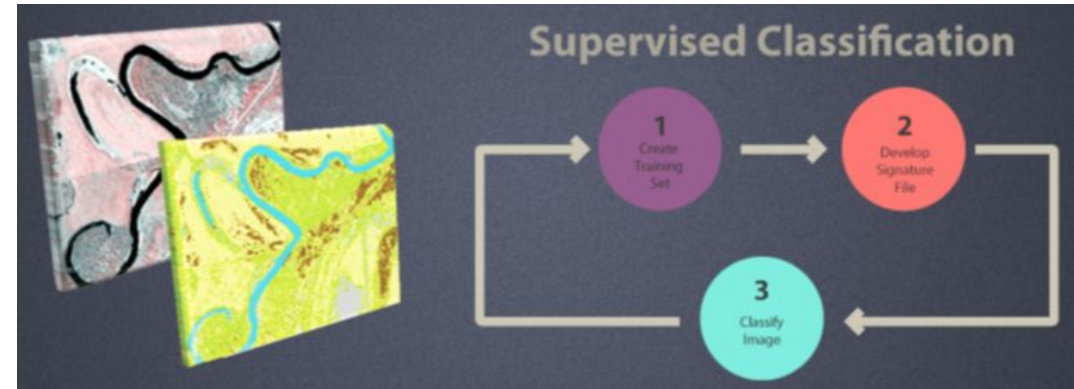 Supervised Classification
1
Create
Training
Set
2
Develop
Signature
File
3
Classify
Image